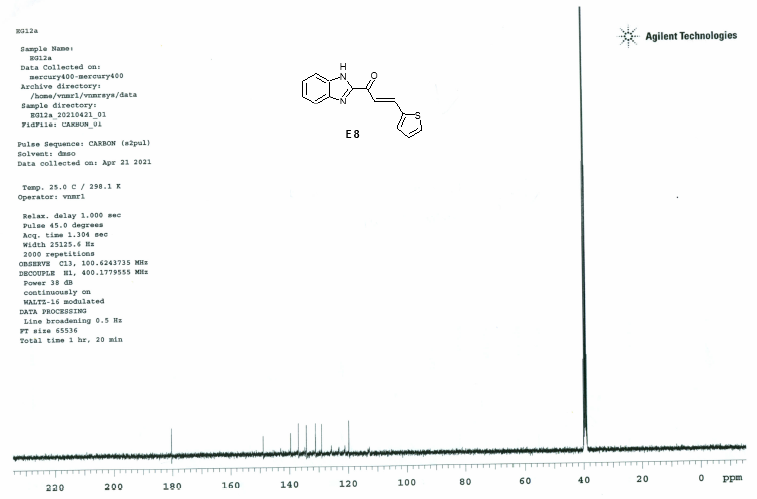 EG12a
Agilent Technologies
Sample Name:
EG12a
Data Collected on:
mercury400-mercury400
Archive directory:
/home/vnmr1/vnmrsys/data
Sample directory:
EG12a_20210421_01
FidFile: CARBON_01
Pulse Sequence: CARBON (s2pul)
Solvent: dmso
Data collected on: Apr 21 2021
Temp. 25.0 C / 298.1 K
Operator: vnmr1
Relax. delay 1.000 sec
Pulse 45.0 degrees
Acq. time 1.304 sec
Width 25125.6 Hz
2000 repetitions
OBSERVE C13, 100.6243735 MHz
DECOUPLE H1, 400.1779555 MHz
Power 38 dB
continuously on
WALTZ-16 modulated
DATA PROCESSING
Line broadening 0.5 Hz
FT size 65536
Total time 1 hr, 20 min
H
N
O
N
S
E8
220 200 180 160 140 120 100 80 60 40 20 0 ppm